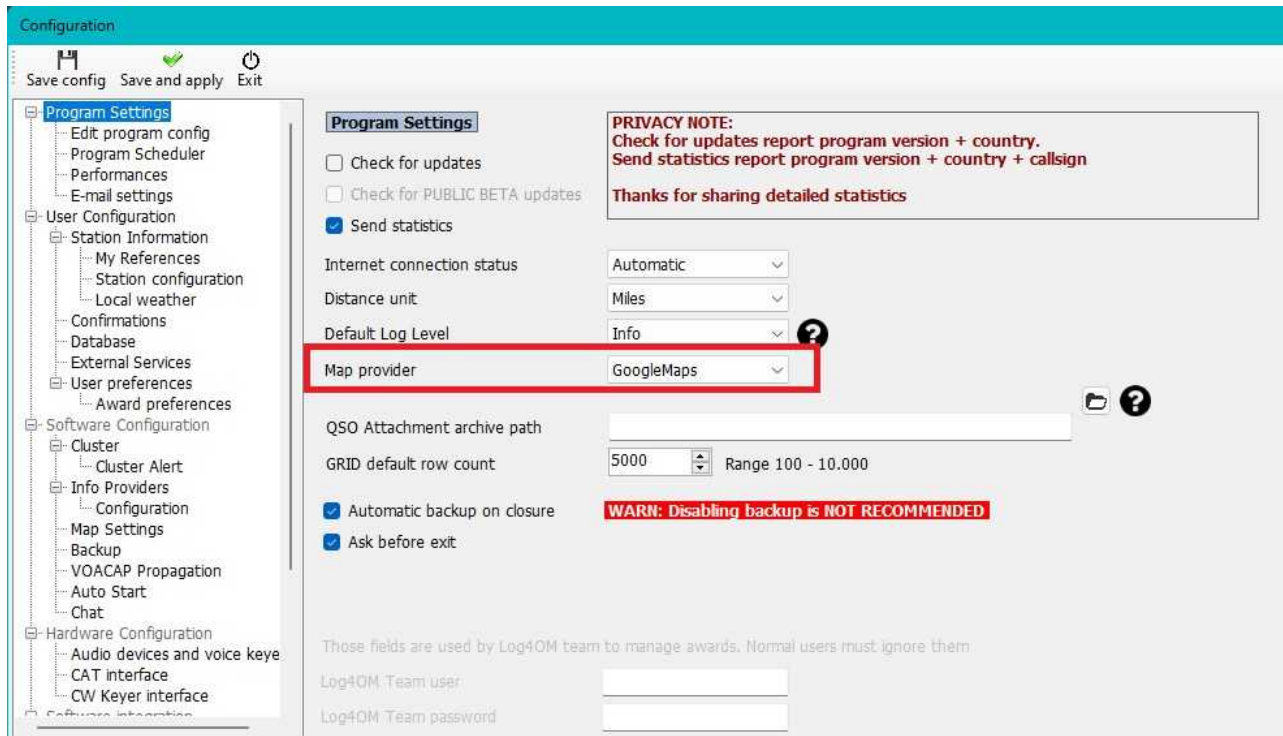 Configuration
Save config Save and apply Exit
Program Settings
Edit program config
Program Scheduler
Performances
E-mail settings
User Configuration
Station Information
My References
Station configuration
Local weather
Confirmations
Database
External Services
User preferences
Award preferences
Software Configuration
Cluster
Cluster Alert
Info Providers
Configuration
Map Settings
Backup
VOACAP Propagation
Auto Start
Chat
Hardware Configuration
Audio devices and voice keye
CAT interface
CW Keyer interface
Software integration
Program Settings
Check for updates
Check for PUBLIC BETA updates
Send statistics
PRIVACY NOTE:
Check for updates report program version + country.
Send statistics report program version + country + callsign
Thanks for sharing detailed statistics
Internet connection status Automatic
Distance unit Miles
Default Log Level Info ?
Map provider GoogleMaps
?
QSO Attachment archive path
GRID default row count 5000 Range 100 - 10.000
Automatic backup on closure WARN: Disabling backup is NOT RECOMMENDED
Ask before exit
Those fields are used by Log4OM team to manage awards. Normal users must ignore them
Log4OM Team user
Log4OM Team password